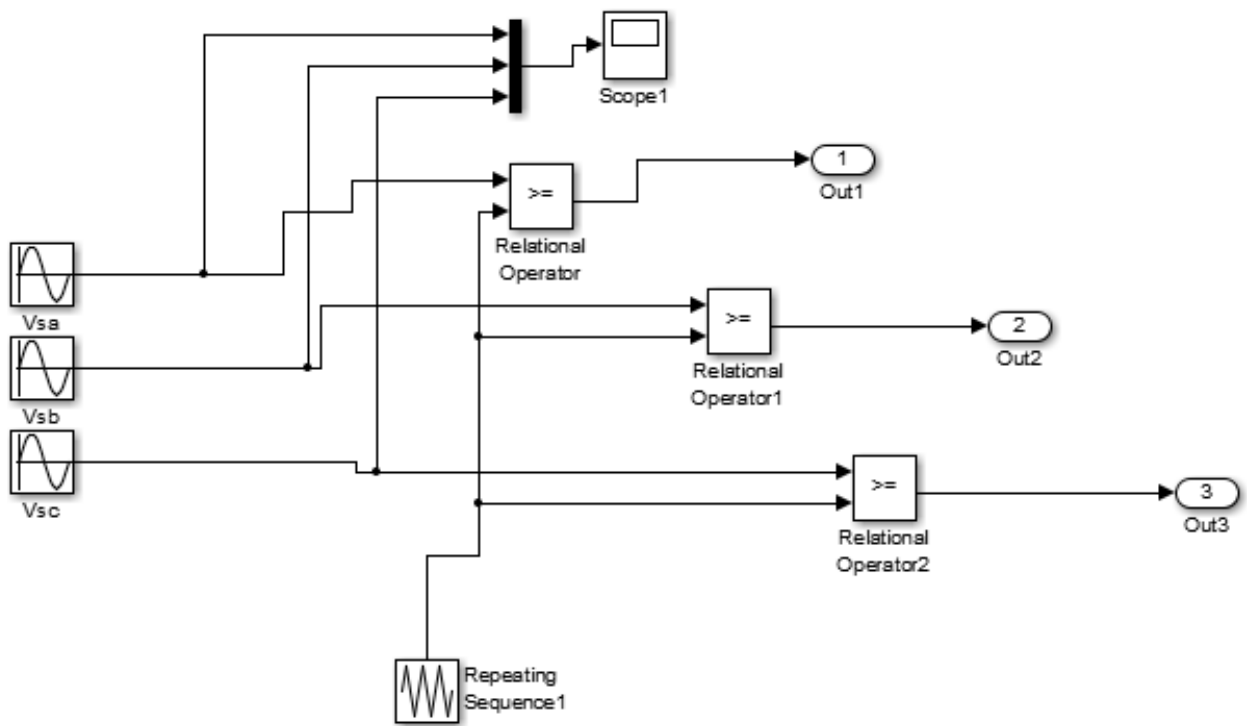 Scope1
1
Out1
>=
Relational
Operator
Vsa
>=
2
Out2
Relational
Operator1
Vsb
Vsc
>=
3
Out3
Relational
Operator2
Repeating
Sequence1